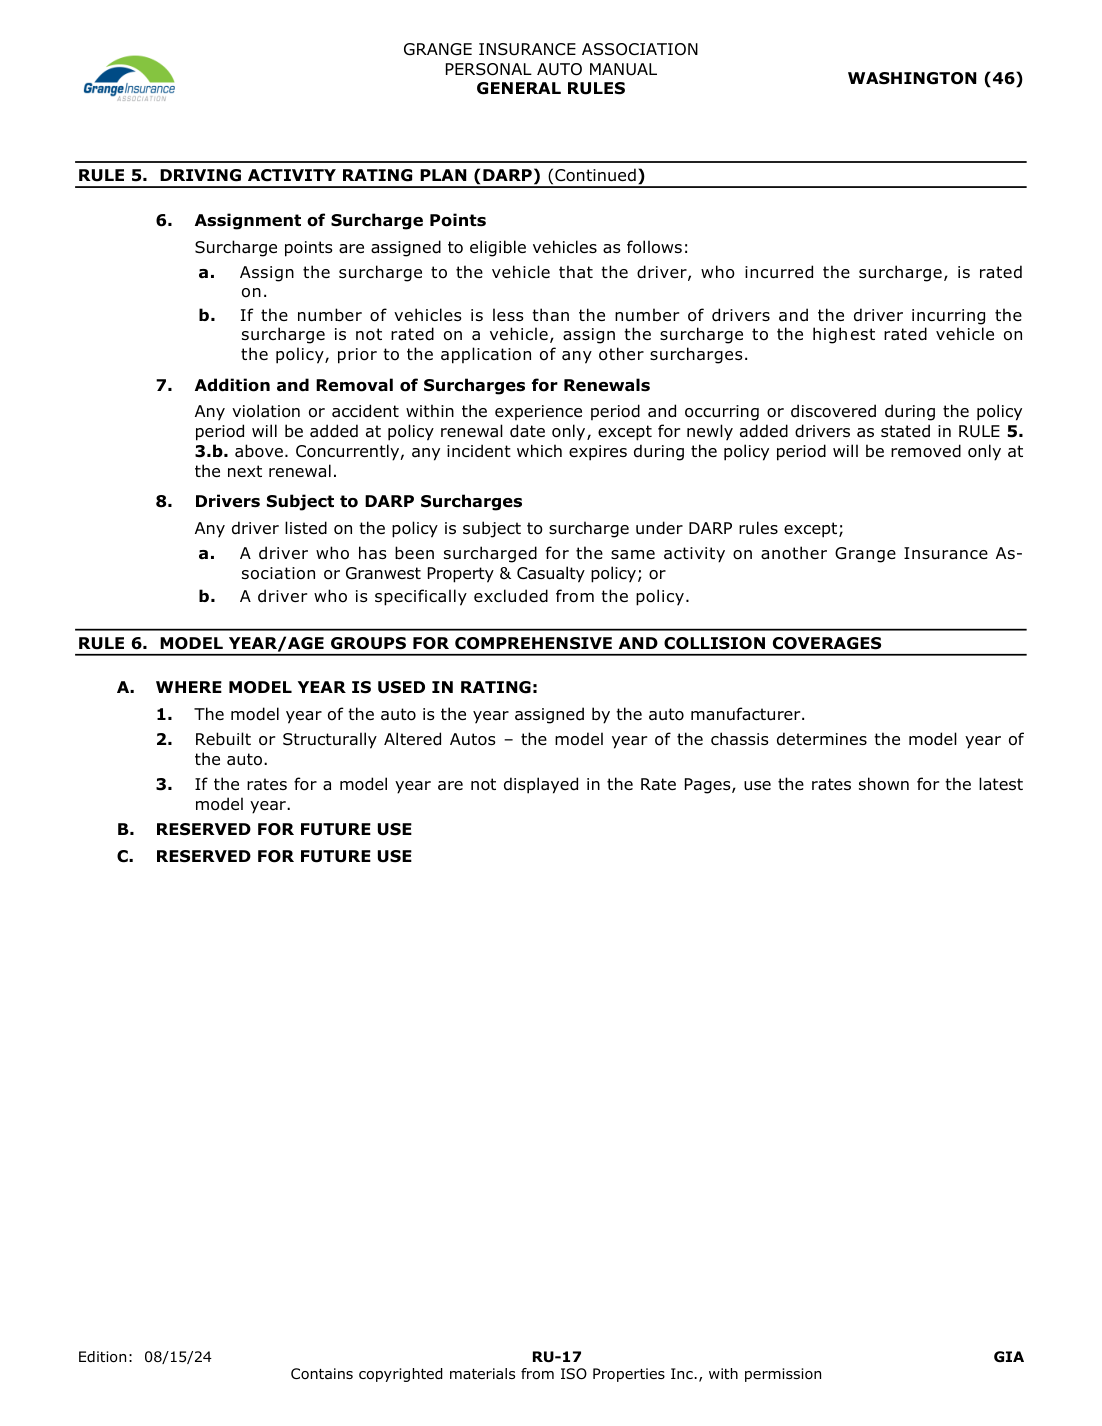 GRANGE INSURANCE ASSOCIATION
PERSONAL AUTO MANUAL
GENERAL RULES
WASHINGTON (46)
GrangeInsurance
ASSOCIATION
RULE 5. DRIVING ACTIVITY RATING PLAN (DARP) (Continued)
6. Assignment of Surcharge Points
Surcharge points are assigned to eligible vehicles as follows:
a. Assign the surcharge to the vehicle that the driver, who incurred the surcharge, is rated
on.
b. If the number of vehicles is less than the number of drivers and the driver incurring the
surcharge is not rated on a vehicle, assign the surcharge to the highest rated vehicle on
the policy, prior to the application of any other surcharges.
7. Addition and Removal of Surcharges for Renewals
Any violation or accident within the experience period and occurring or discovered during the policy
period will be added at policy renewal date only, except for newly added drivers as stated in RULE 5.
3.b. above. Concurrently, any incident which expires during the policy period will be removed only at
the next renewal.
8. Drivers Subject to DARP Surcharges
Any driver listed on the policy is subject to surcharge under DARP rules except;
a. A driver who has been surcharged for the same activity on another Grange Insurance As-
sociation or Granwest Property & Casualty policy; or
b. A driver who is specifically excluded from the policy.
RULE 6. MODEL YEAR/AGE GROUPS FOR COMPREHENSIVE AND COLLISION COVERAGES
A. WHERE MODEL YEAR IS USED IN RATING:
1. The model year of the auto is the year assigned by the auto manufacturer.
2. Rebuilt or Structurally Altered Autos – the model year of the chassis determines the model year of
the auto.
3. If the rates for a model year are not displayed in the Rate Pages, use the rates shown for the latest
model year.
B. RESERVED FOR FUTURE USE
C. RESERVED FOR FUTURE USE
Edition: 08/15/24
RU-17
GIA
Contains copyrighted materials from ISO Properties Inc., with permission